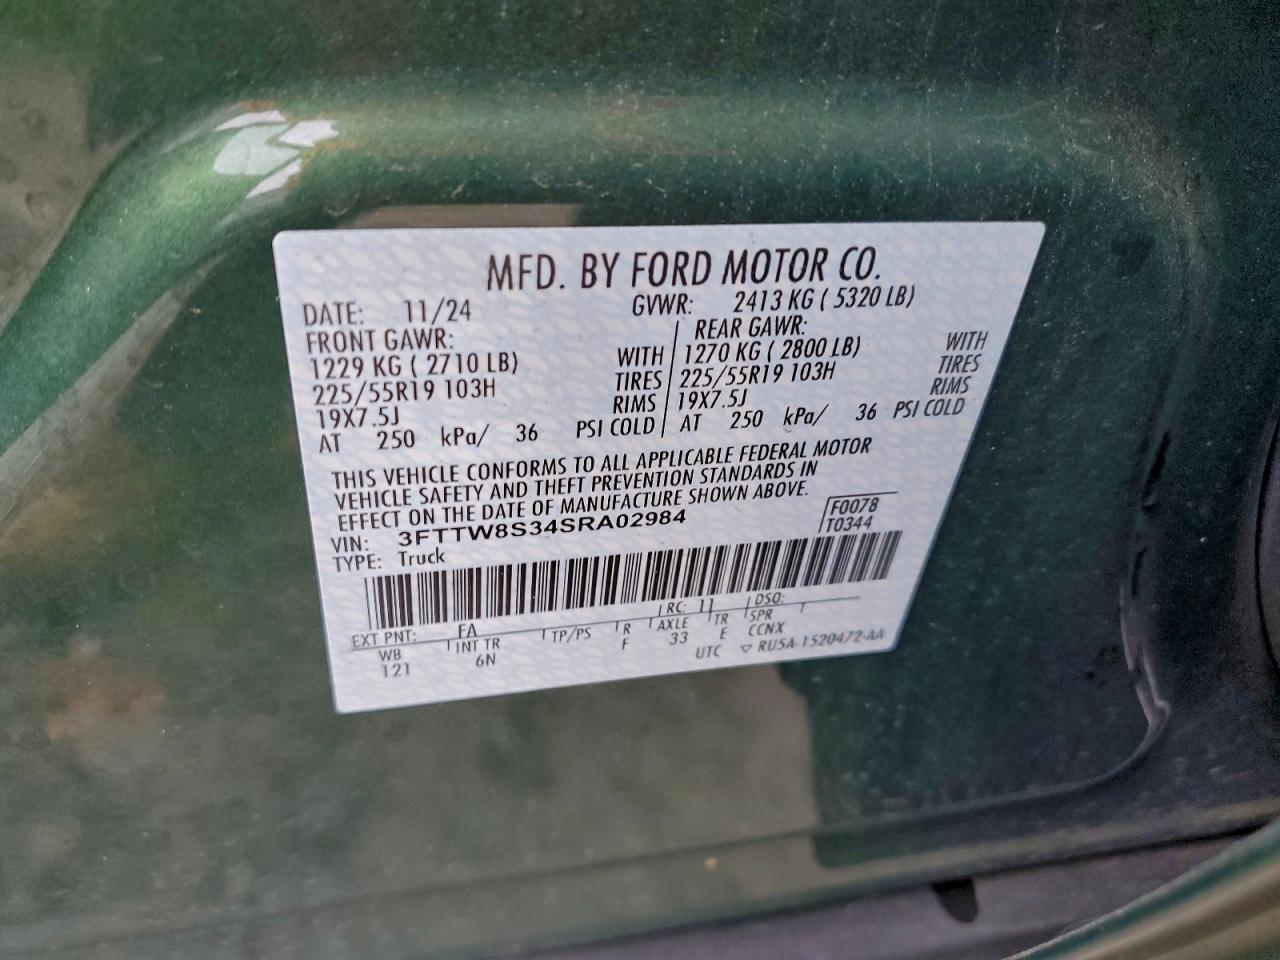 MFD. BY FORD MOTOR CO.
DATE: 11/24 GVWR: 2413 KG ( 5320 LB)
FRONT GAWR: REAR GAWR:
1229 KG ( 2710 LB) WITH 1270 KG ( 2800 LB) WITH
225/55R19 103H TIRES 225/55R19 103H TIRES
19X7.5J RIMS 19X7.5J RIMS
AT 250 kPa/ 36 PSI COLD AT 250 kPa/ 36 PSI COLD
THIS VEHICLE CONFORMS TO ALL APPLICABLE FEDERAL MOTOR
VEHICLE SAFETY AND THEFT PREVENTION STANDARDS IN
EFFECT ON THE DATE OF MANUFACTURE SHOWN ABOVE.
VIN: 3FTTW8S34SRA02984 F0078
TYPE: Truck T0344
EXT PNT: FA RC: 11 DSO:
WB INT TR TP/PS R AXLE TR SPR
121 6N F 33 E CCNX
UTC ▽ RU5A-1520472-AA